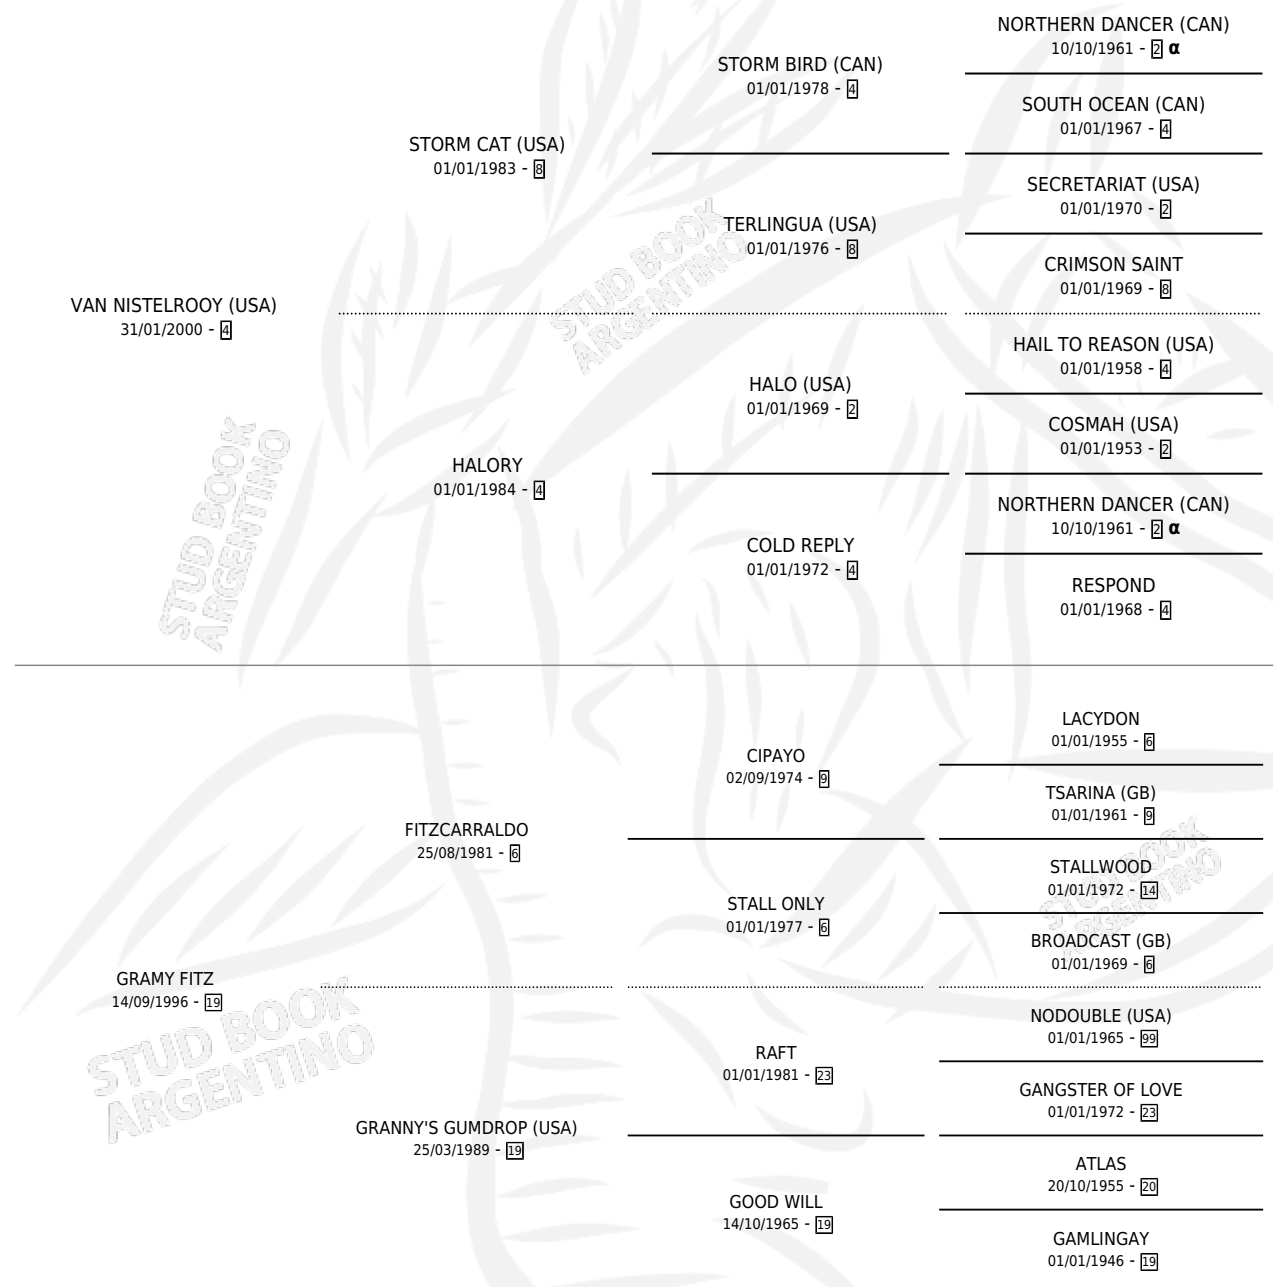 NORTHERN DANCER (CAN)
10/10/1961 - 2 α
STORM BIRD (CAN)
01/01/1978 - 4
SOUTH OCEAN (CAN)
01/01/1967 - 4
STORM CAT (USA)
01/01/1983 - 8
SECRETARIAT (USA)
01/01/1970 - 2
TERLINGUA (USA)
01/01/1976 - 8
CRIMSON SAINT
01/01/1969 - 8
STUD BOOK
ARGENTINO
VAN NISTELROOY (USA)
31/01/2000 - 4
HAIL TO REASON (USA)
01/01/1958 - 4
HALO (USA)
01/01/1969 - 2
COSMAH (USA)
01/01/1953 - 2
HALORY
01/01/1984 - 4
NORTHERN DANCER (CAN)
10/10/1961 - 2 α
COLD REPLY
01/01/1972 - 4
RESPOND
01/01/1968 - 4
STUD BOOK
ARGENTINO
LACYDON
01/01/1955 - 6
CIPAYO
02/09/1974 - 9
TSARINA (GB)
01/01/1961 - 9
FITZCARRALDO
25/08/1981 - 6
STALLWOOD
01/01/1972 - 14
STALL ONLY
01/01/1977 - 6
BROADCAST (GB)
01/01/1969 - 6
STUD BOOK
ARGENTINO
GRAMY FITZ
14/09/1996 - 19
NODOUBLE (USA)
01/01/1965 - 99
RAFT
01/01/1981 - 23
GANGSTER OF LOVE
01/01/1972 - 23
GRANNY'S GUMDROP (USA)
25/03/1989 - 19
ATLAS
20/10/1955 - 20
GOOD WILL
14/10/1965 - 19
GAMLINGAY
01/01/1946 - 19
STUD BOOK
ARGENTINO